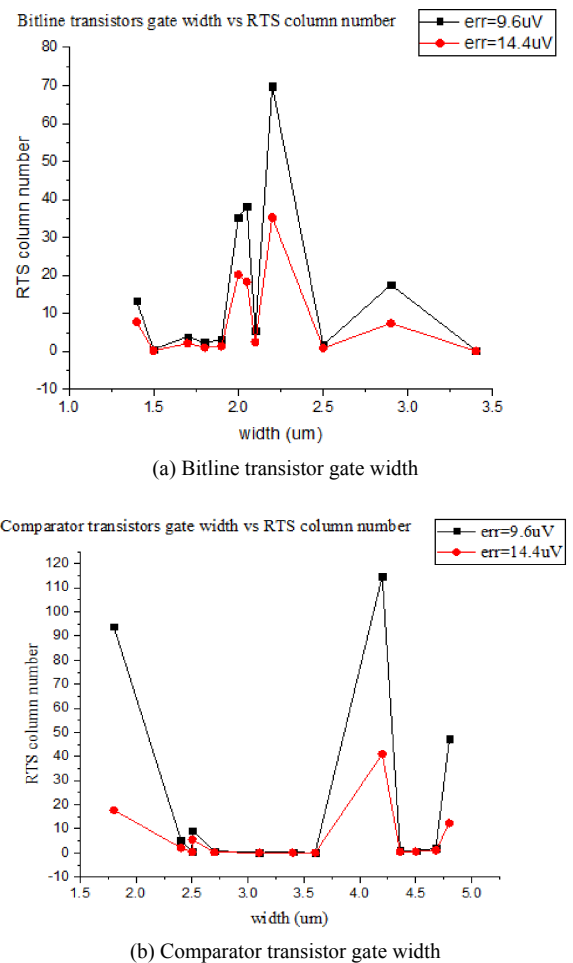 Bitline transistors gate width vs RTS column number
err=9.6uV
err=14.4uV
80
70
60
50
40
30
20
10
0
-10
RTS column number
1.0 1.5 2.0 2.5 3.0 3.5
width (um)
(a) Bitline transistor gate width
Comparator transistors gate width vs RTS column number
err=9.6uV
err=14.4uV
120
110
100
90
80
70
60
50
40
30
20
10
0
-10
RTS column number
1.5 2.0 2.5 3.0 3.5 4.0 4.5 5.0
width (um)
(b) Comparator transistor gate width